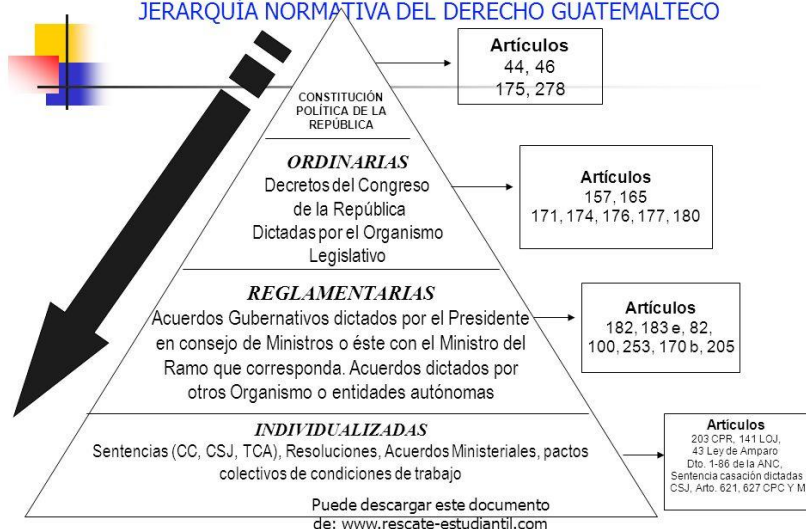 JERARQUÍA NORMATIVA DEL DERECHO GUATEMALTECO
CONSTITUCIÓN
POLÍTICA DE LA
REPÚBLICA
Artículos
44, 46
175, 278
ORDINARIAS
Decretos del Congreso
de la República
Dictadas por el Organismo
Legislativo
Artículos
157, 165
171, 174, 176, 177, 180
REGLAMENTARIAS
Acuerdos Gubernativos dictados por el Presidente
en consejo de Ministros o éste con el Ministro del
Ramo que corresponda. Acuerdos dictados por
otros Organismo o entidades autónomas
Artículos
182, 183 e, 82,
100, 253, 170 b, 205
INDIVIDUALIZADAS
Sentencias (CC, CSJ, TCA), Resoluciones, Acuerdos Ministeriales, pactos
colectivos de condiciones de trabajo
Artículos
203 CPR, 141 LOJ,
43 Ley de Amparo
Dto. 1-86 de la ANC,
Sentencia casación dictadas
CSJ, Arto. 621, 627 CPC Y M
Puede descargar este documento
de: www.rescate-estudiantil.com